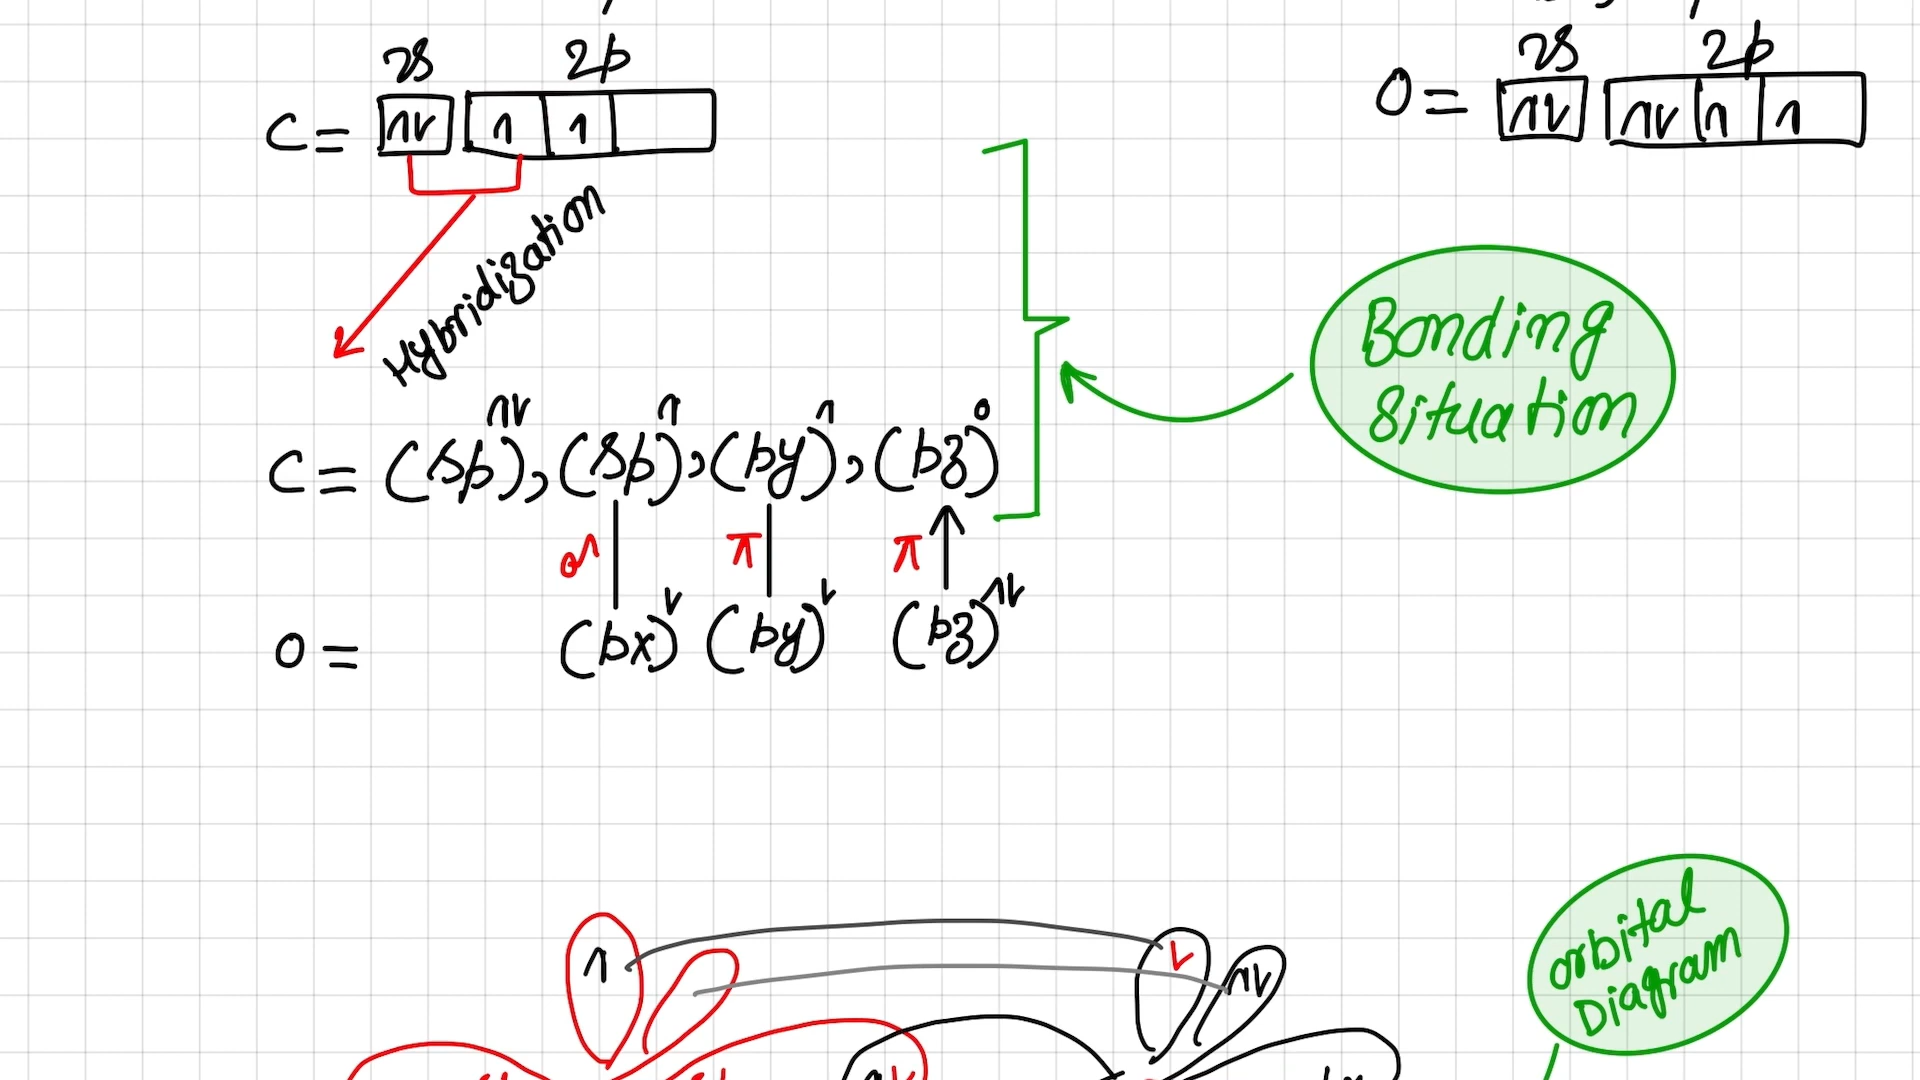 2s 2p
C = ↑↓ ↑ ↑
2s 2p
O = ↑↓ ↑↓ ↑ ↑
Hybridization
Bonding
Situation
C = (sp)↑↓, (sp)↑, (py)↑, (pz)0
σ π π
O = (px)↓ (py)↓ (pz)↑↓
↑ ↓ ↑↓
orbital
Diagram